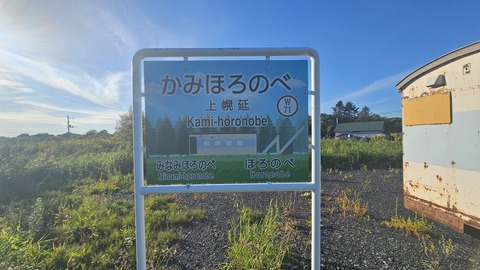 かみほろのべ
上幌延
W
71
Kami-horonobe
みなみほろのべ ほろのべ
Minami-horonobe Horonobe